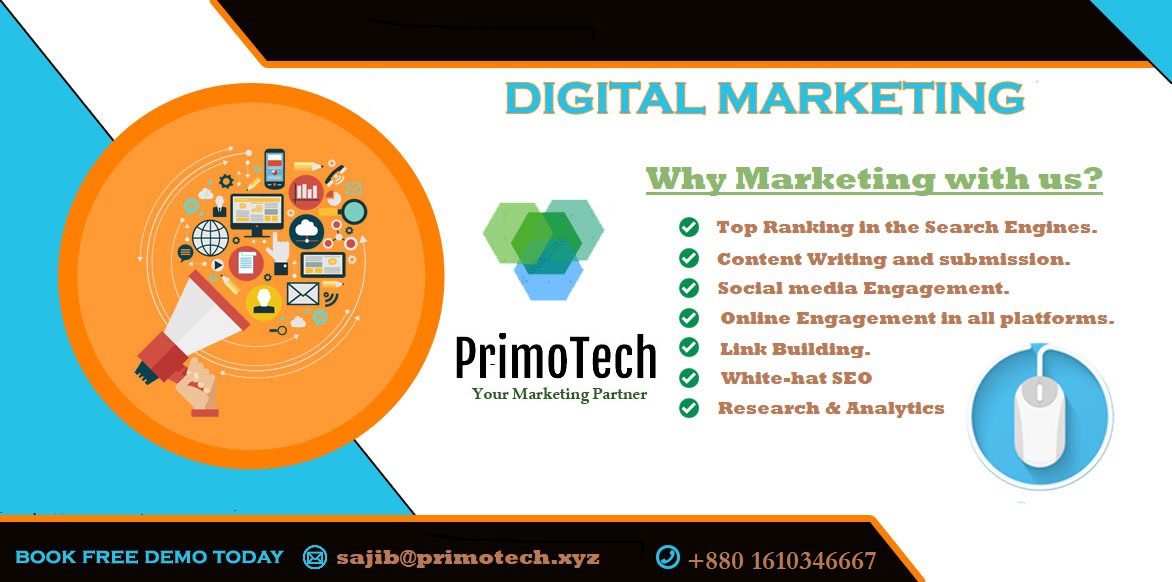 DIGITAL MARKETING
Why Marketing with us?
Top Ranking in the Search Engines.
Content Writing and submission.
Social media Engagement.
Online Engagement in all platforms.
Link Building.
White-hat SEO
Research & Analytics
PrimoTech
Your Marketing Partner
BOOK FREE DEMO TODAY sajib@primotech.xyz +880 1610346667